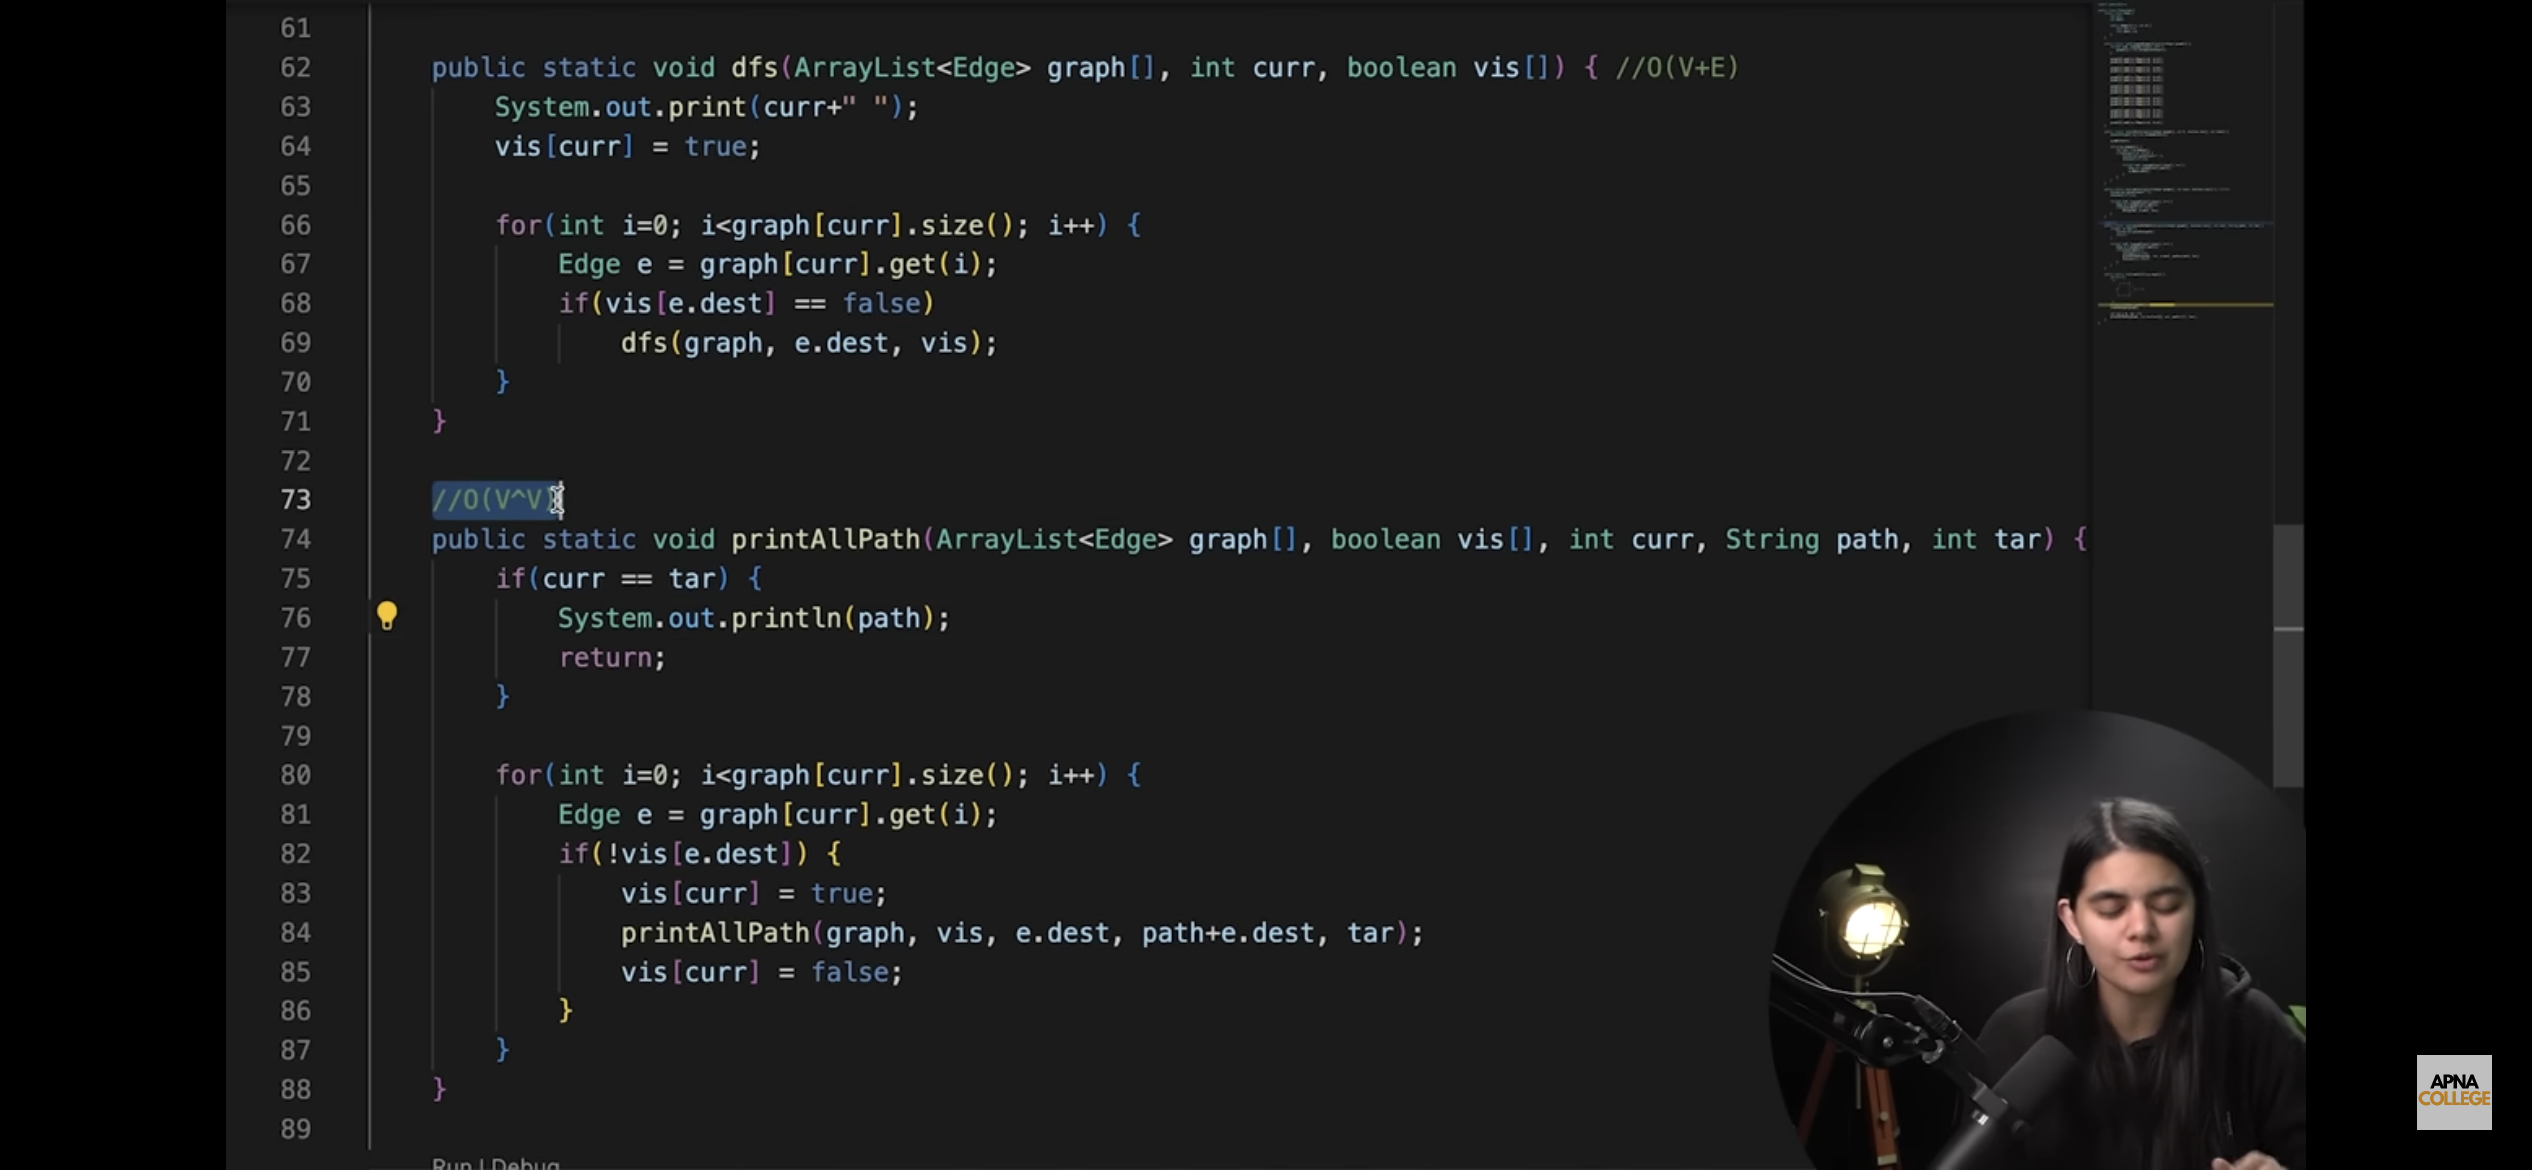 61
62 public static void dfs(ArrayList<Edge> graph[], int curr, boolean vis[]) { //O(V+E)
63 System.out.print(curr+" ");
64 vis[curr] = true;
65
66 for(int i=0; i<graph[curr].size(); i++) {
67 Edge e = graph[curr].get(i);
68 if(vis[e.dest] == false)
69 dfs(graph, e.dest, vis);
70 }
71 }
72
73 //O(V^V)
74 public static void printAllPath(ArrayList<Edge> graph[], boolean vis[], int curr, String path, int tar) {
75 if(curr == tar) {
76 System.out.println(path);
77 return;
78 }
79
80 for(int i=0; i<graph[curr].size(); i++) {
81 Edge e = graph[curr].get(i);
82 if(!vis[e.dest]) {
83 vis[curr] = true;
84 printAllPath(graph, vis, e.dest, path+e.dest, tar);
85 vis[curr] = false;
86 }
87 }
88 }
89
Run | Debug
APNA
COLLEGE